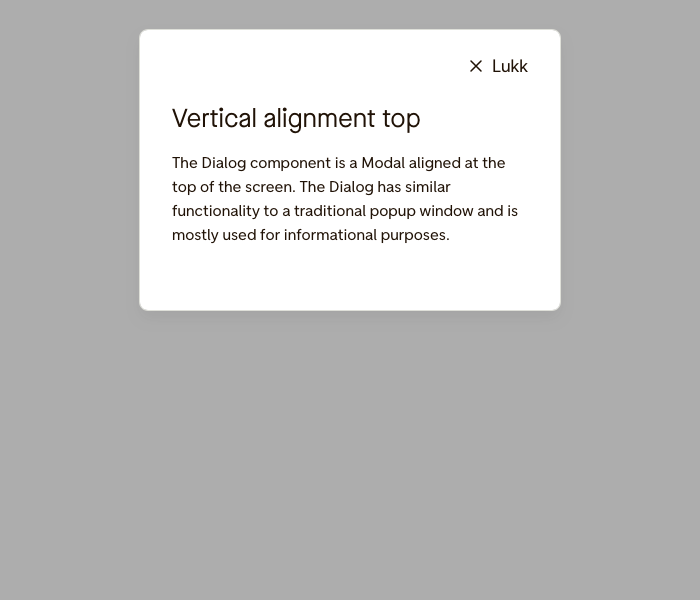 Lukk
Vertical alignment top
The Dialog component is a Modal aligned at the
top of the screen. The Dialog has similar
functionality to a traditional popup window and is
mostly used for informational purposes.